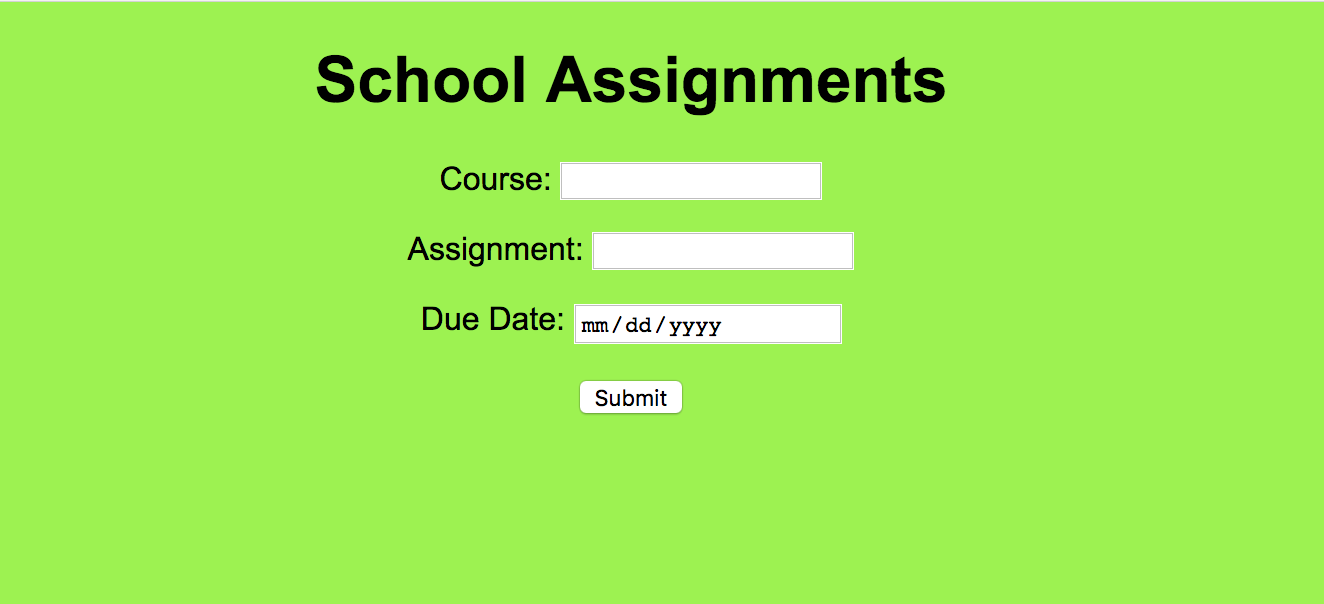 School Assignments
Course:
Assignment:
Due Date: mm/dd/yyyy
Submit